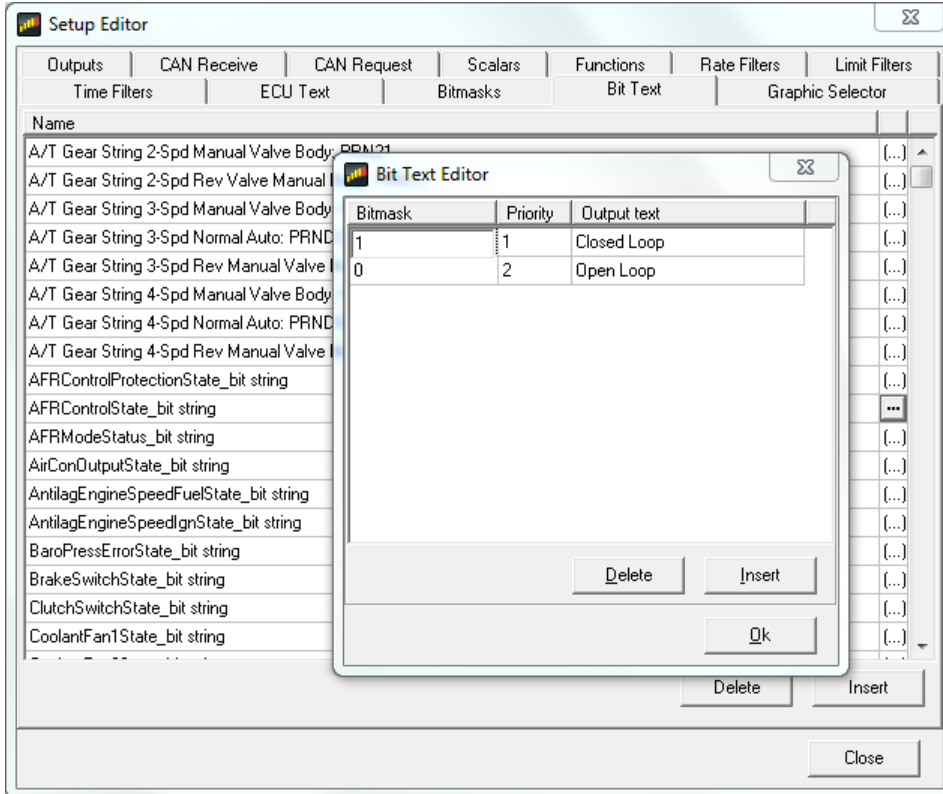 Setup Editor
Outputs CAN Receive CAN Request Scalars Functions Rate Filters Limit Filters
Time Filters ECU Text Bitmasks Bit Text Graphic Selector
Name
A/T Gear String 2-Spd Manual Valve Body: PRN21 (...)
A/T Gear String 2-Spd Rev Valve Manual (...)
A/T Gear String 3-Spd Manual Valve Body (...)
A/T Gear String 3-Spd Normal Auto: PRND (...)
A/T Gear String 3-Spd Rev Manual Valve (...)
A/T Gear String 4-Spd Manual Valve Body (...)
A/T Gear String 4-Spd Normal Auto: PRND (...)
A/T Gear String 4-Spd Rev Manual Valve (...)
AFRControlProtectionState_bit string (...)
AFRControlState_bit string ...
AFRModeStatus_bit string (...)
AirConOutputState_bit string (...)
AntilagEngineSpeedFuelState_bit string (...)
AntilagEngineSpeedIgnState_bit string (...)
BaroPressErrorState_bit string (...)
BrakeSwitchState_bit string (...)
ClutchSwitchState_bit string (...)
CoolantFan1State_bit string (...)
Delete Insert
Close
Bit Text Editor
Bitmask Priority Output text
1 1 Closed Loop
0 2 Open Loop
Delete Insert
Ok